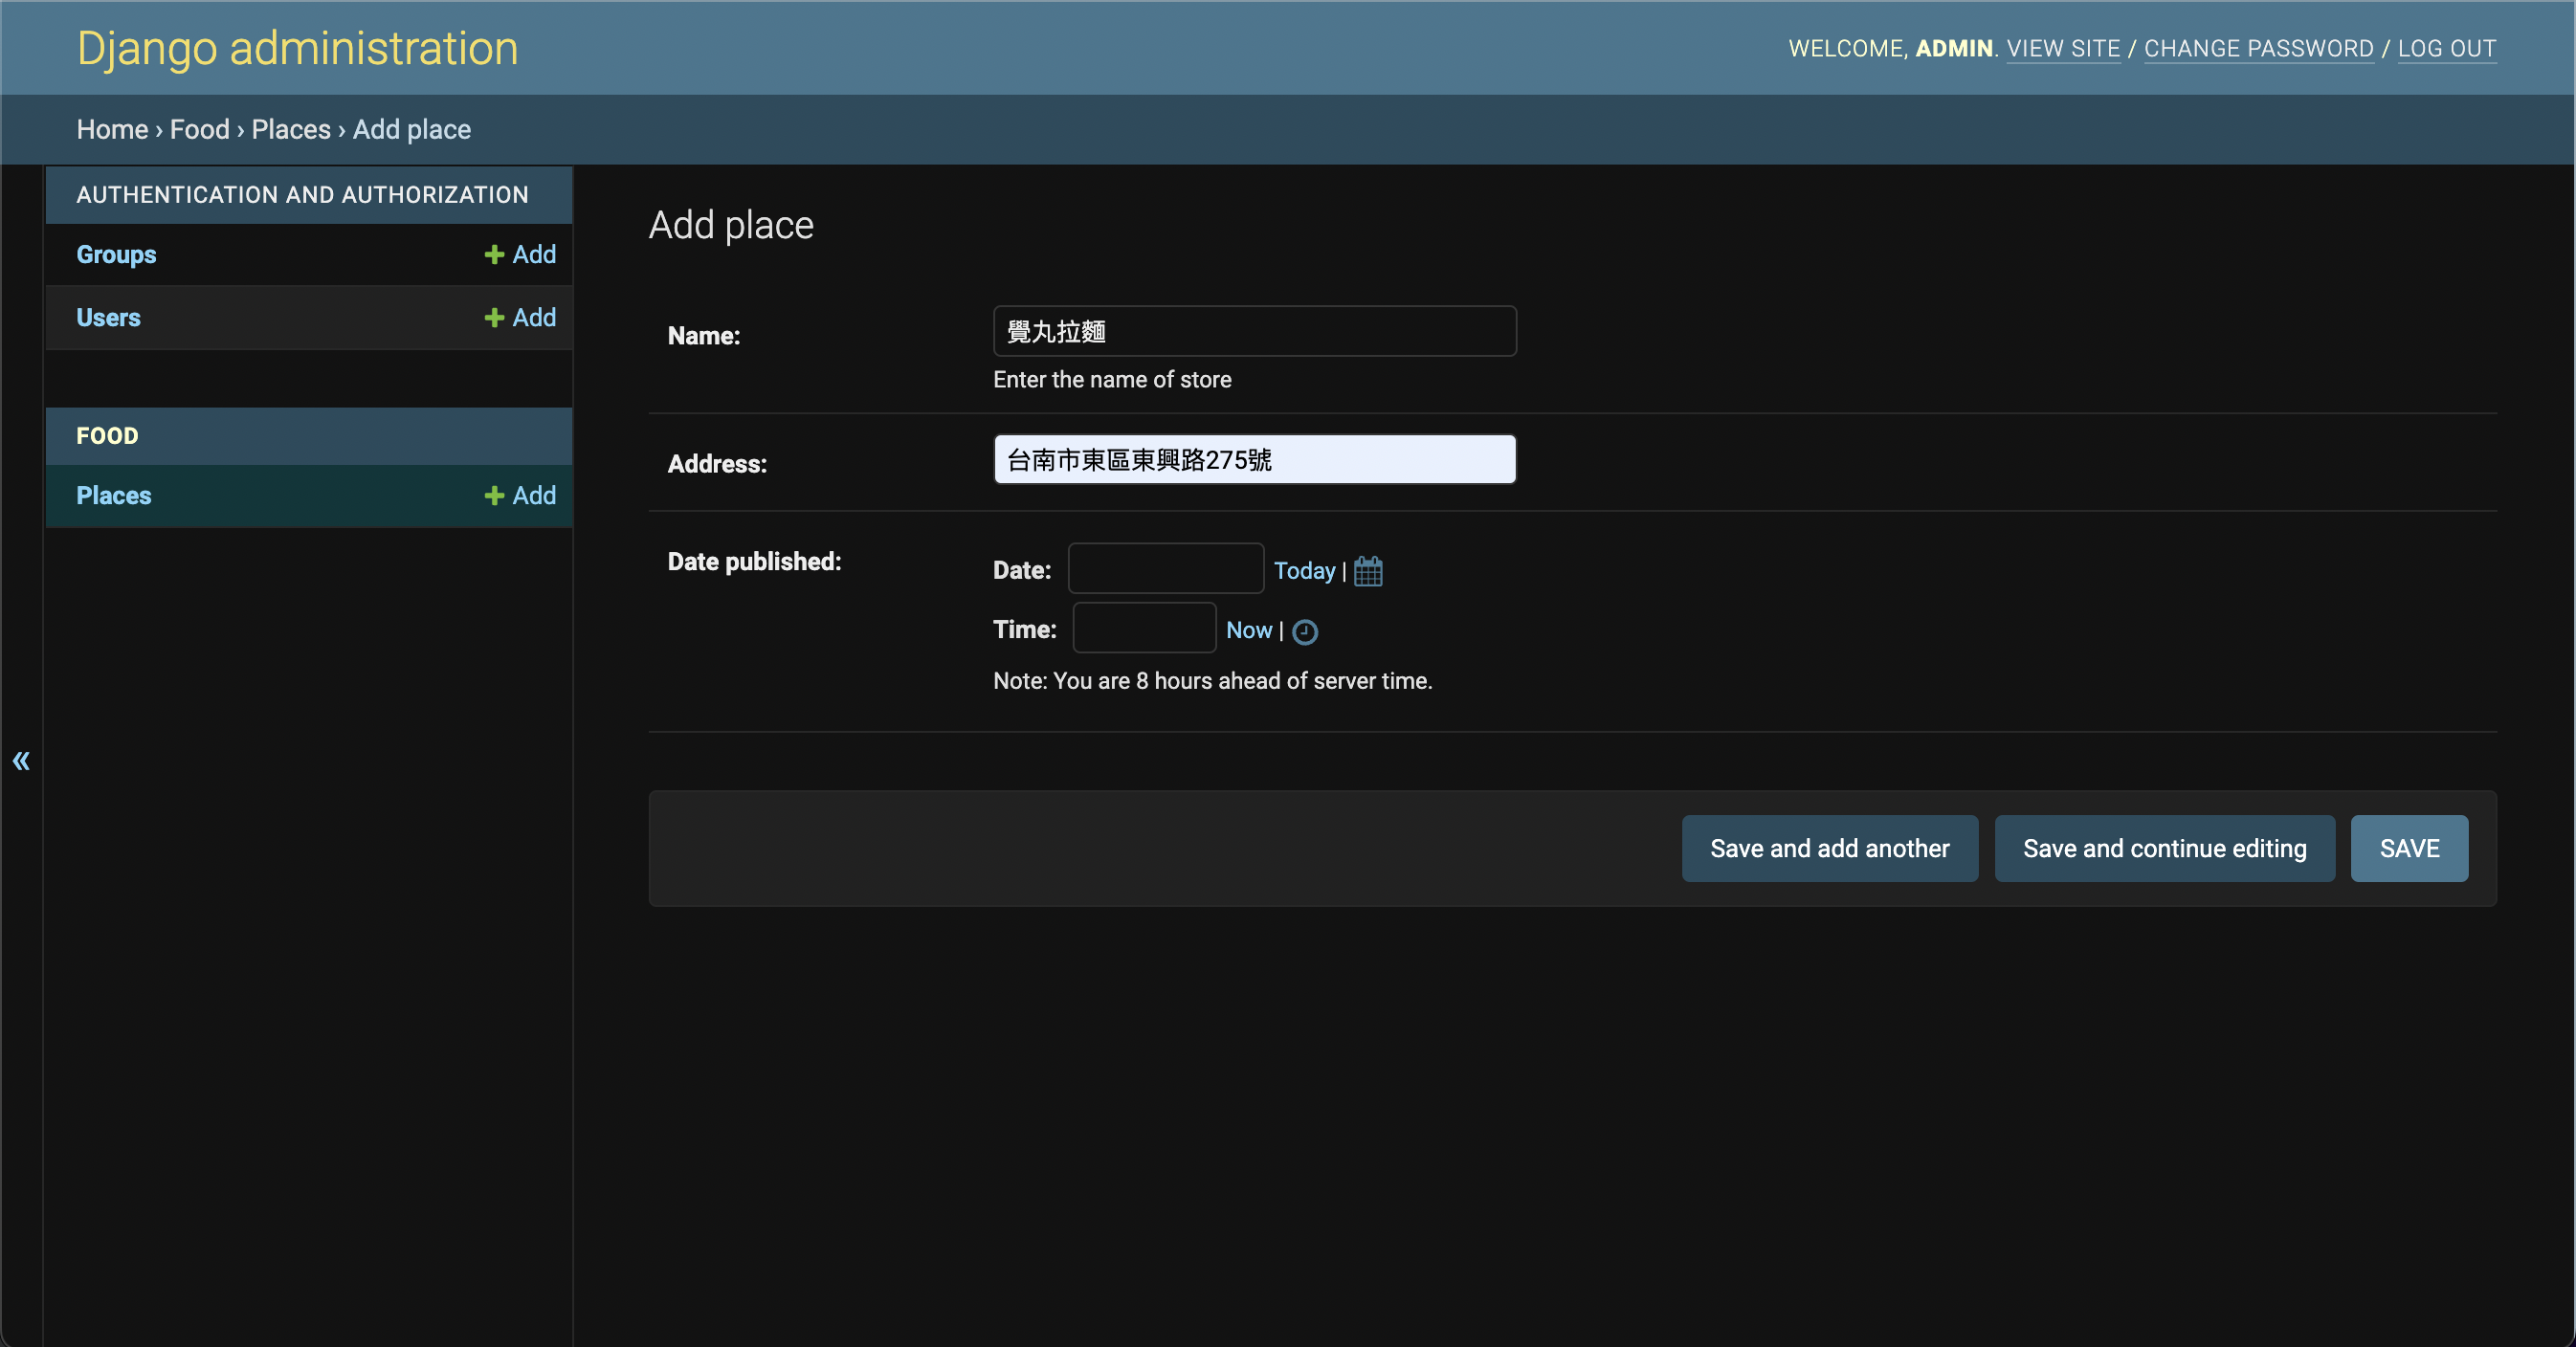 Django administration
WELCOME, ADMIN. VIEW SITE / CHANGE PASSWORD / LOG OUT
Home › Food › Places › Add place
AUTHENTICATION AND AUTHORIZATION
Groups
Add
Users
Add
FOOD
Places
Add
«
Add place
Name:
覺丸拉麵
Enter the name of store
Address:
台南市東區東興路275號
Date published:
Date:
Today |
Time:
Now |
Note: You are 8 hours ahead of server time.
Save and add another
Save and continue editing
SAVE